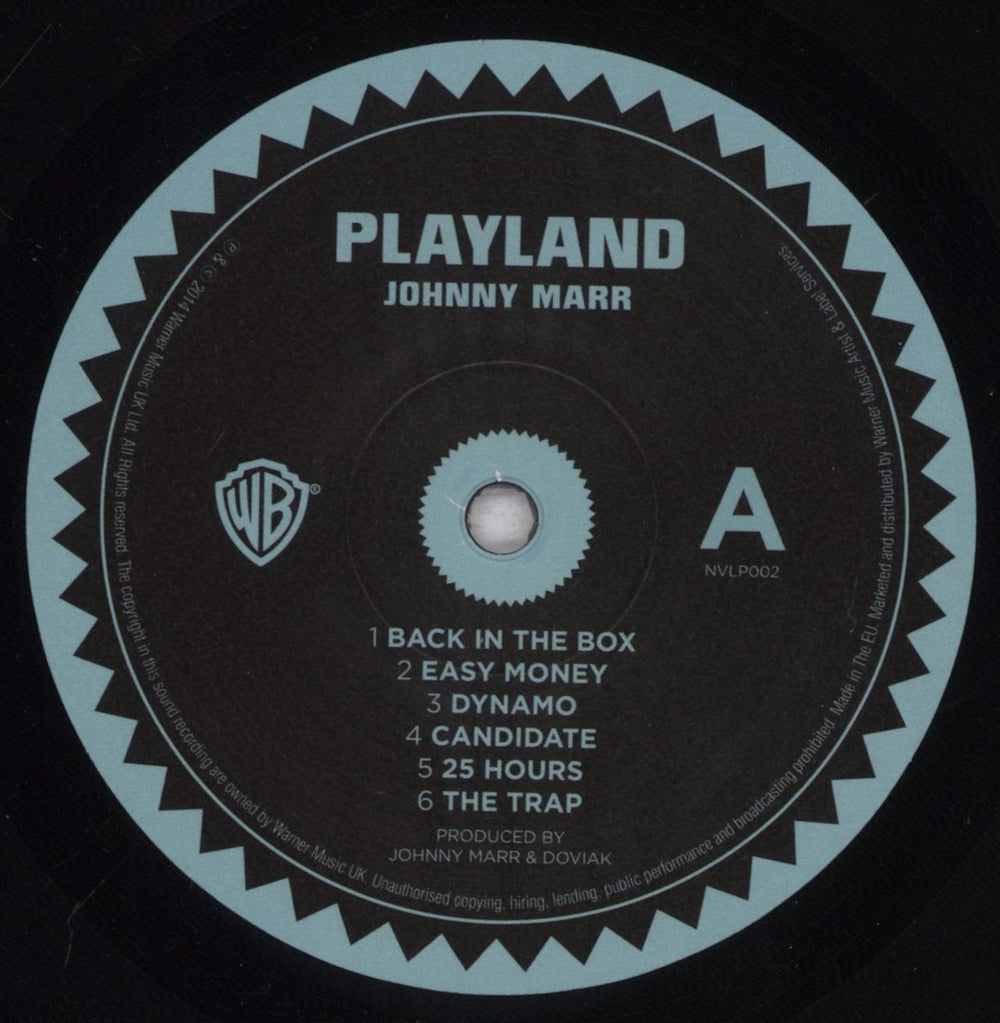 PLAYLAND
JOHNNY MARR
WB®
A
NVLP002
1 BACK IN THE BOX
2 EASY MONEY
3 DYNAMO
4 CANDIDATE
5 25 HOURS
6 THE TRAP
PRODUCED BY
JOHNNY MARR & DOVIAK
℗ & © 2014 Warner Music UK Ltd. All Rights reserved. The copyright in this sound recording are owned by Warner Music UK. Unauthorised copying, hiring, lending, public performance and broadcasting prohibited. Made in The EU. Marketed and distributed by Warner Music Artist & Label Services